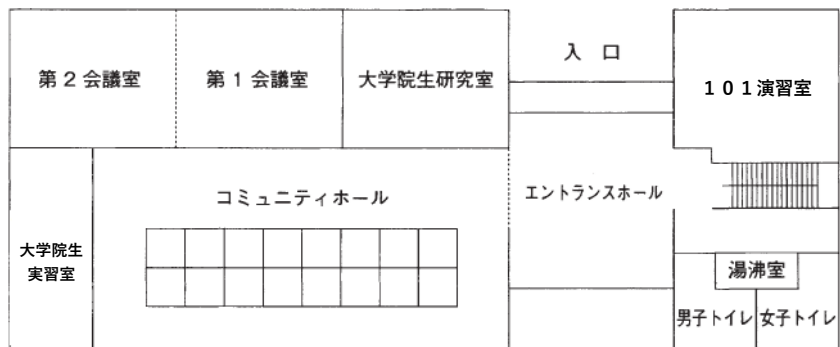 入 口
第 2 会議室
第 1 会議室
大学院生研究室
1 0 1 演習室
コミュニティホール
エントランスホール
大学院生
実習室
湯沸室
男子トイレ
女子トイレ